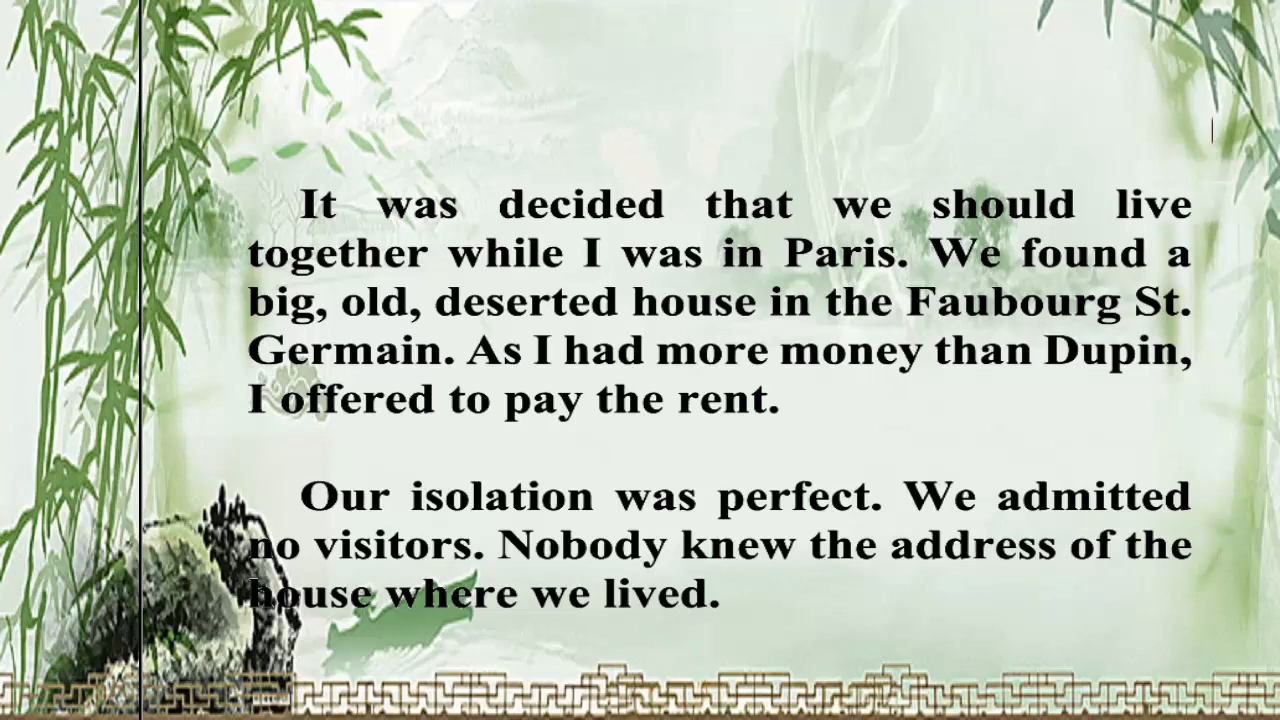 It was decided that we should live
together while I was in Paris. We found a
big, old, deserted house in the Faubourg St.
Germain. As I had more money than Dupin,
I offered to pay the rent.
Our isolation was perfect. We admitted
no visitors. Nobody knew the address of the
house where we lived.